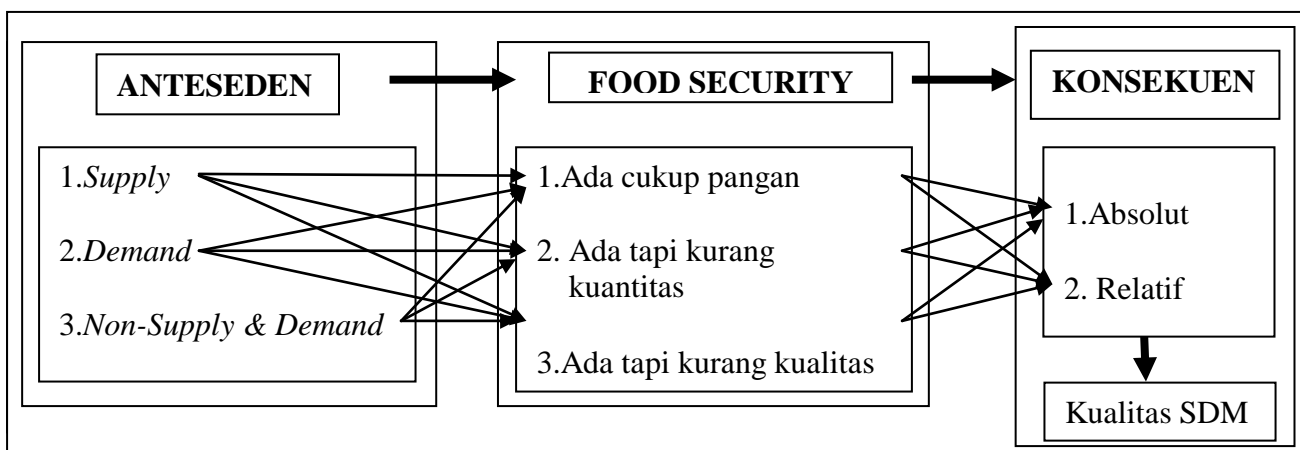 ANTESEDEN
FOOD SECURITY
KONSEKUEN
1.Supply
2.Demand
3.Non-Supply & Demand
1.Ada cukup pangan
2. Ada tapi kurang
kuantitas
3.Ada tapi kurang kualitas
1.Absolut
2. Relatif
Kualitas SDM